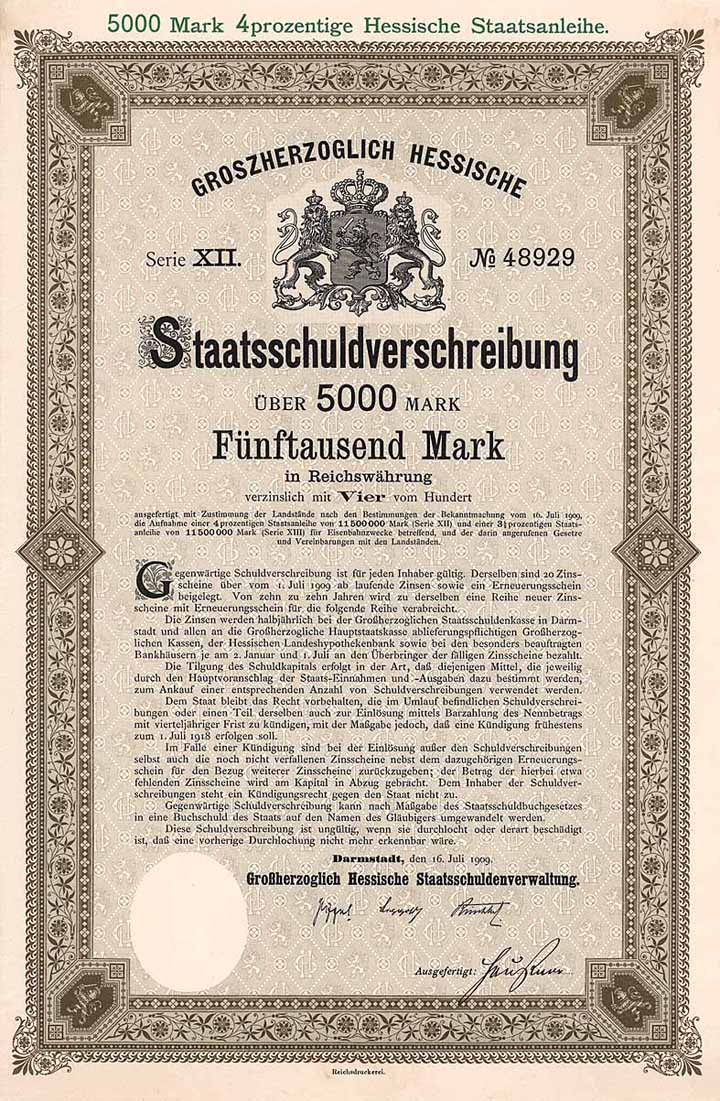 5000 Mark 4prozentige Hessische Staatsanleihe.
GROSZHERZOGLICH HESSISCHE
Serie XII. № 48929
Staatsschuldverschreibung
ÜBER 5000 MARK
Fünftausend Mark
in Reichswährung
verzinslich mit Vier vom Hundert
ausgefertigt mit Zustimmung der Landstände nach den Bestimmungen der Bekanntmachung vom 16. Juli 1909,
die Aufnahme einer 4 prozentigen Staatsanleihe von 11 500 000 Mark (Serie XII) und einer 3½ prozentigen Staats-
anleihe von 11 500 000 Mark (Serie XIII) für Eisenbahnzwecke betreffend, und der darin angerufenen Gesetze
und Vereinbarungen mit den Landständen.
Gegenwärtige Schuldverschreibung ist für jeden Inhaber gültig. Derselben sind 20 Zins-
scheine über vom 1. Juli 1909 ab laufende Zinsen sowie ein Erneuerungsschein
beigelegt. Von zehn zu zehn Jahren wird zu derselben eine Reihe neuer Zins-
scheine mit Erneuerungsschein für die folgende Reihe verabreicht.
Die Zinsen werden halbjährlich bei der Großherzoglichen Staatsschuldenkasse in Darm-
stadt und allen an die Großherzogliche Hauptstaatskasse ablieferungspflichtigen Großherzog-
lichen Kassen, der Hessischen Landeshypothekenbank sowie bei den besonders beauftragten
Bankhäusern je am 2. Januar und 1. Juli an den Überbringer der fälligen Zinsscheine bezahlt.
Die Tilgung des Schuldkapitals erfolgt in der Art, daß diejenigen Mittel, die jeweilig
durch den Hauptvoranschlag der Staats-Einnahmen und -Ausgaben dazu bestimmt werden,
zum Ankauf einer entsprechenden Anzahl von Schuldverschreibungen verwendet werden.
Dem Staat bleibt das Recht vorbehalten, die im Umlauf befindlichen Schuldverschrei-
bungen oder einen Teil derselben auch zur Einlösung mittels Barzahlung des Nennbetrags
mit vierteljähriger Frist zu kündigen, mit der Maßgabe jedoch, daß eine Kündigung frühestens
zum 1. Juli 1918 erfolgen soll.
Im Falle einer Kündigung sind bei der Einlösung außer den Schuldverschreibungen
selbst auch die noch nicht verfallenen Zinsscheine nebst dem dazugehörigen Erneuerungs-
schein für den Bezug weiterer Zinsscheine zurückzugeben; der Betrag der hierbei etwa
fehlenden Zinsscheine wird am Kapital in Abzug gebracht. Dem Inhaber der Schuldver-
schreibungen steht ein Kündigungsrecht gegen den Staat nicht zu.
Gegenwärtige Schuldverschreibung kann nach Maßgabe des Staatsschuldbuchgesetzes
in eine Buchschuld des Staats auf den Namen des Gläubigers umgewandelt werden.
Diese Schuldverschreibung ist ungültig, wenn sie durchlocht oder derart beschädigt
ist, daß eine vorherige Durchlochung nicht mehr erkennbar wäre.
Darmstadt, den 16. Juli 1909.
Großherzoglich Hessische Staatsschuldenverwaltung.
Ausgefertigt:
Reichsdruckerei.